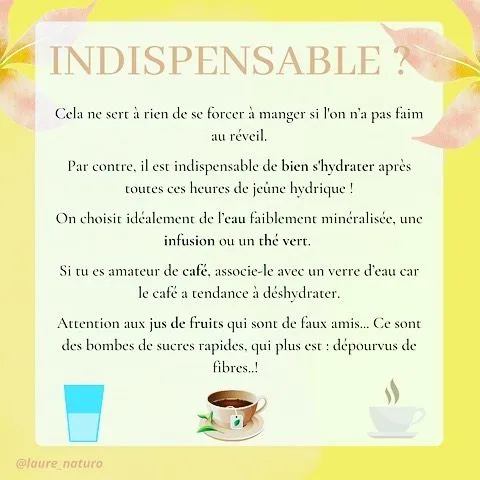 INDISPENSABLE ?
Cela ne sert à rien de se forcer à manger si l'on n'a pas faim
au réveil.
Par contre, il est indispensable de bien s'hydrater après
toutes ces heures de jeûne hydrique !
On choisit idéalement de l'eau faiblement minéralisée, une
infusion ou un thé vert.
Si tu es amateur de café, associe-le avec un verre d'eau car
le café a tendance à déshydrater.
Attention aux jus de fruits qui sont de faux amis... Ce sont
des bombes de sucres rapides, qui plus est : dépourvus de
fibres..!
@laure_naturo